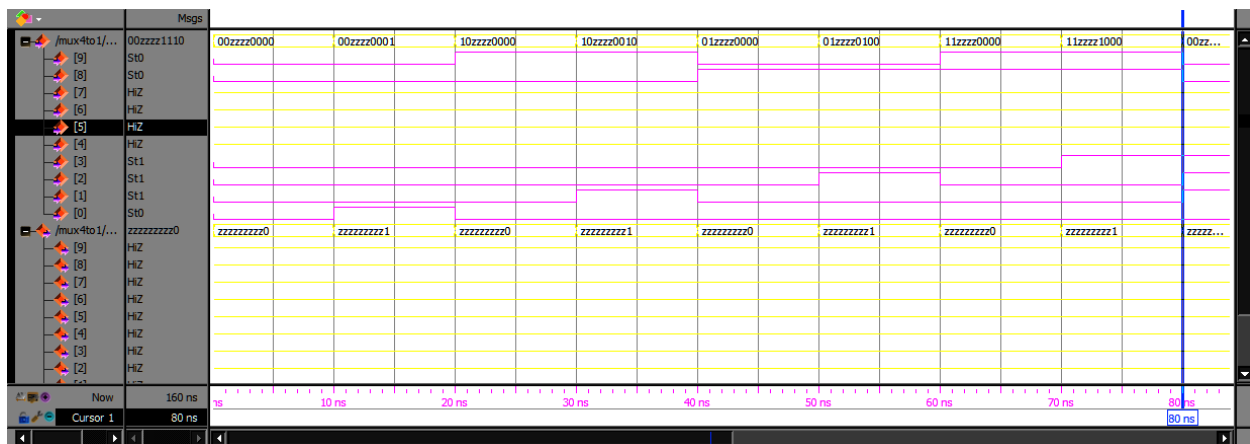 Msgs
/mux4to1/... 00zzzz1110 00zzzz0000 00zzzz0001 10zzzz0000 10zzzz0010 01zzzz0000 01zzzz0100 11zzzz0000 11zzzz1000 00zz...
[9] St0
[8] St0
[7] HiZ
[6] HiZ
[5] HiZ
[4] HiZ
[3] St1
[2] St1
[1] St1
[0] St0
/mux4to1/... zzzzzzzzz0 zzzzzzzzz0 zzzzzzzzz1 zzzzzzzzz0 zzzzzzzzz1 zzzzzzzzz0 zzzzzzzzz1 zzzzzzzzz0 zzzzzzzzz1 zzzzz...
[9] HiZ
[8] HiZ
[7] HiZ
[6] HiZ
[5] HiZ
[4] HiZ
[3] HiZ
[2] HiZ
Now 160 ns ns 10 ns 20 ns 30 ns 40 ns 50 ns 60 ns 70 ns 80 ns
Cursor 1 80 ns 80 ns